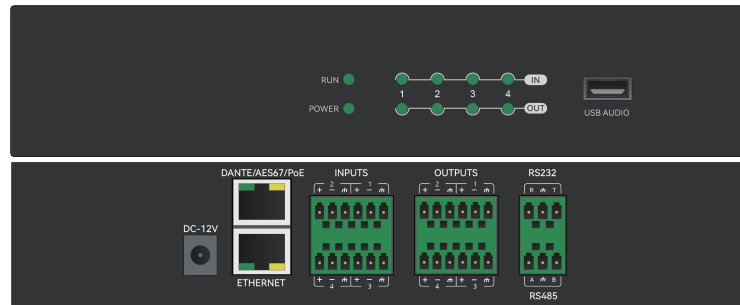 RUN
IN
1 2 3 4
POWER
OUT
USB AUDIO
DANTE/AES67/PoE
INPUTS
OUTPUTS
RS232
2 1
2 1
R T
+ − + −
+ − + −
DC-12V
+ − + −
+ − + −
A B
4 3
4 3
ETHERNET
RS485